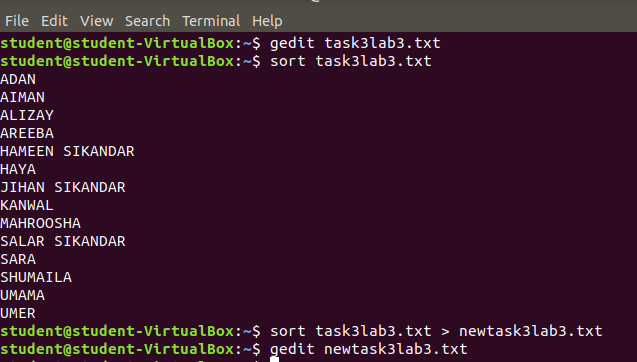 File Edit View Search Terminal Help
student@student-VirtualBox:~$ gedit task3lab3.txt
student@student-VirtualBox:~$ sort task3lab3.txt
ADAN
AIMAN
ALIZAY
AREEBA
HAMEEN SIKANDAR
HAYA
JIHAN SIKANDAR
KANWAL
MAHROOSHA
SALAR SIKANDAR
SARA
SHUMAILA
UMAMA
UMER
student@student-VirtualBox:~$ sort task3lab3.txt > newtask3lab3.txt
student@student-VirtualBox:~$ gedit newtask3lab3.txt